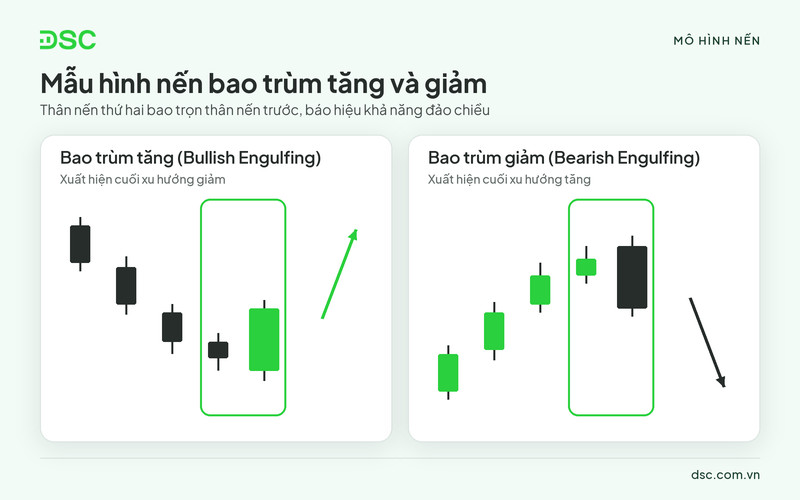 DSC
MÔ HÌNH NẾN
Mẫu hình nến bao trùm tăng và giảm
Thân nến thứ hai bao trọn thân nến trước, báo hiệu khả năng đảo chiều
Bao trùm tăng (Bullish Engulfing)
Xuất hiện cuối xu hướng giảm
Bao trùm giảm (Bearish Engulfing)
Xuất hiện cuối xu hướng tăng
dsc.com.vn